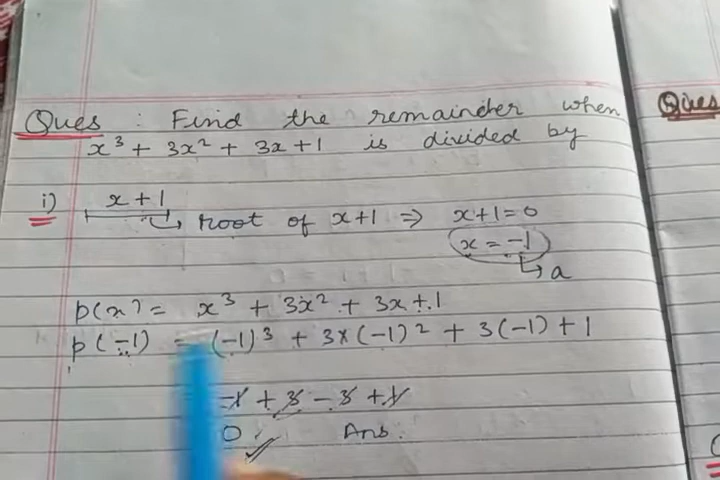 Ques : Find the remainder when
x³ + 3x² + 3x + 1 is divided by
i) x + 1
root of x+1 ⇒ x+1=0
x = -1
a
p(x) = x³ + 3x² + 3x + 1
p(-1) = (-1)³ + 3×(-1)² + 3(-1) + 1
-1 + 3 - 3 + 1
0 Ans.
Ques